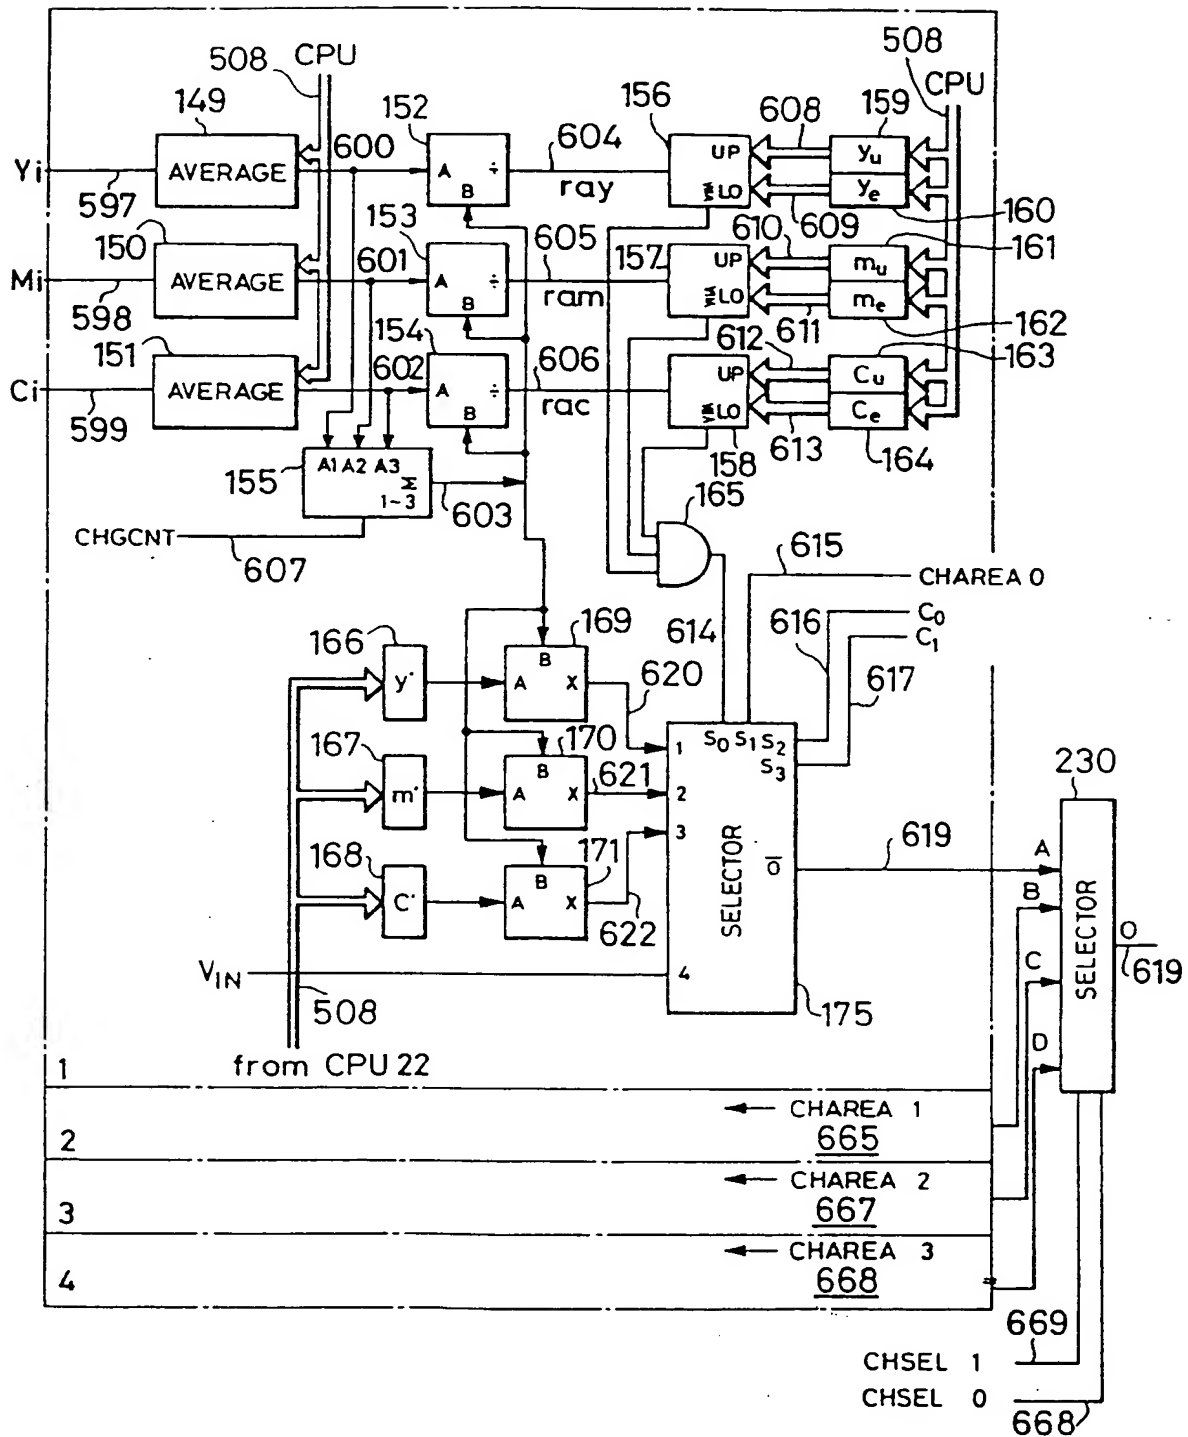 508 CPU
508
CPU
149
152
156
608
159
Yi
AVERAGE
600
A
B
÷
604
ray
UP
LO
yu
ye
597
609
160
150
153
605
157
610
161
Mi
AVERAGE
601
A
B
÷
ram
UP
LO
mu
me
598
611
162
151
154
606
612
163
Ci
AVERAGE
602
A
B
÷
rac
UP
LO
Cu
Ce
599
613
158
164
155
A1 A2 A3
Σ
1-3
603
165
CHGCNT
607
615
CHAREA 0
C0
C1
614
616
617
166
y'
B
A
X
169
620
167
m'
B
A
X
170
621
168
C'
B
A
X
171
622
S0 S1 S2
S3
1
2
3
4
SELECTOR
O
619
175
VIN
508
from CPU 22
230
A
B
C
D
SELECTOR
O
619
1
CHAREA 1
665
2
CHAREA 2
667
3
CHAREA 3
668
4
669
CHSEL 1
CHSEL 0
668